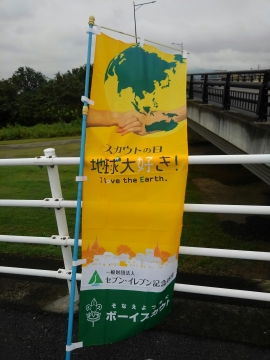 スカウトの日
地球大好き！
I love the Earth.
一般財団法人
セブン-イレブン記念財団
そなえよつねに
ボーイスカウト